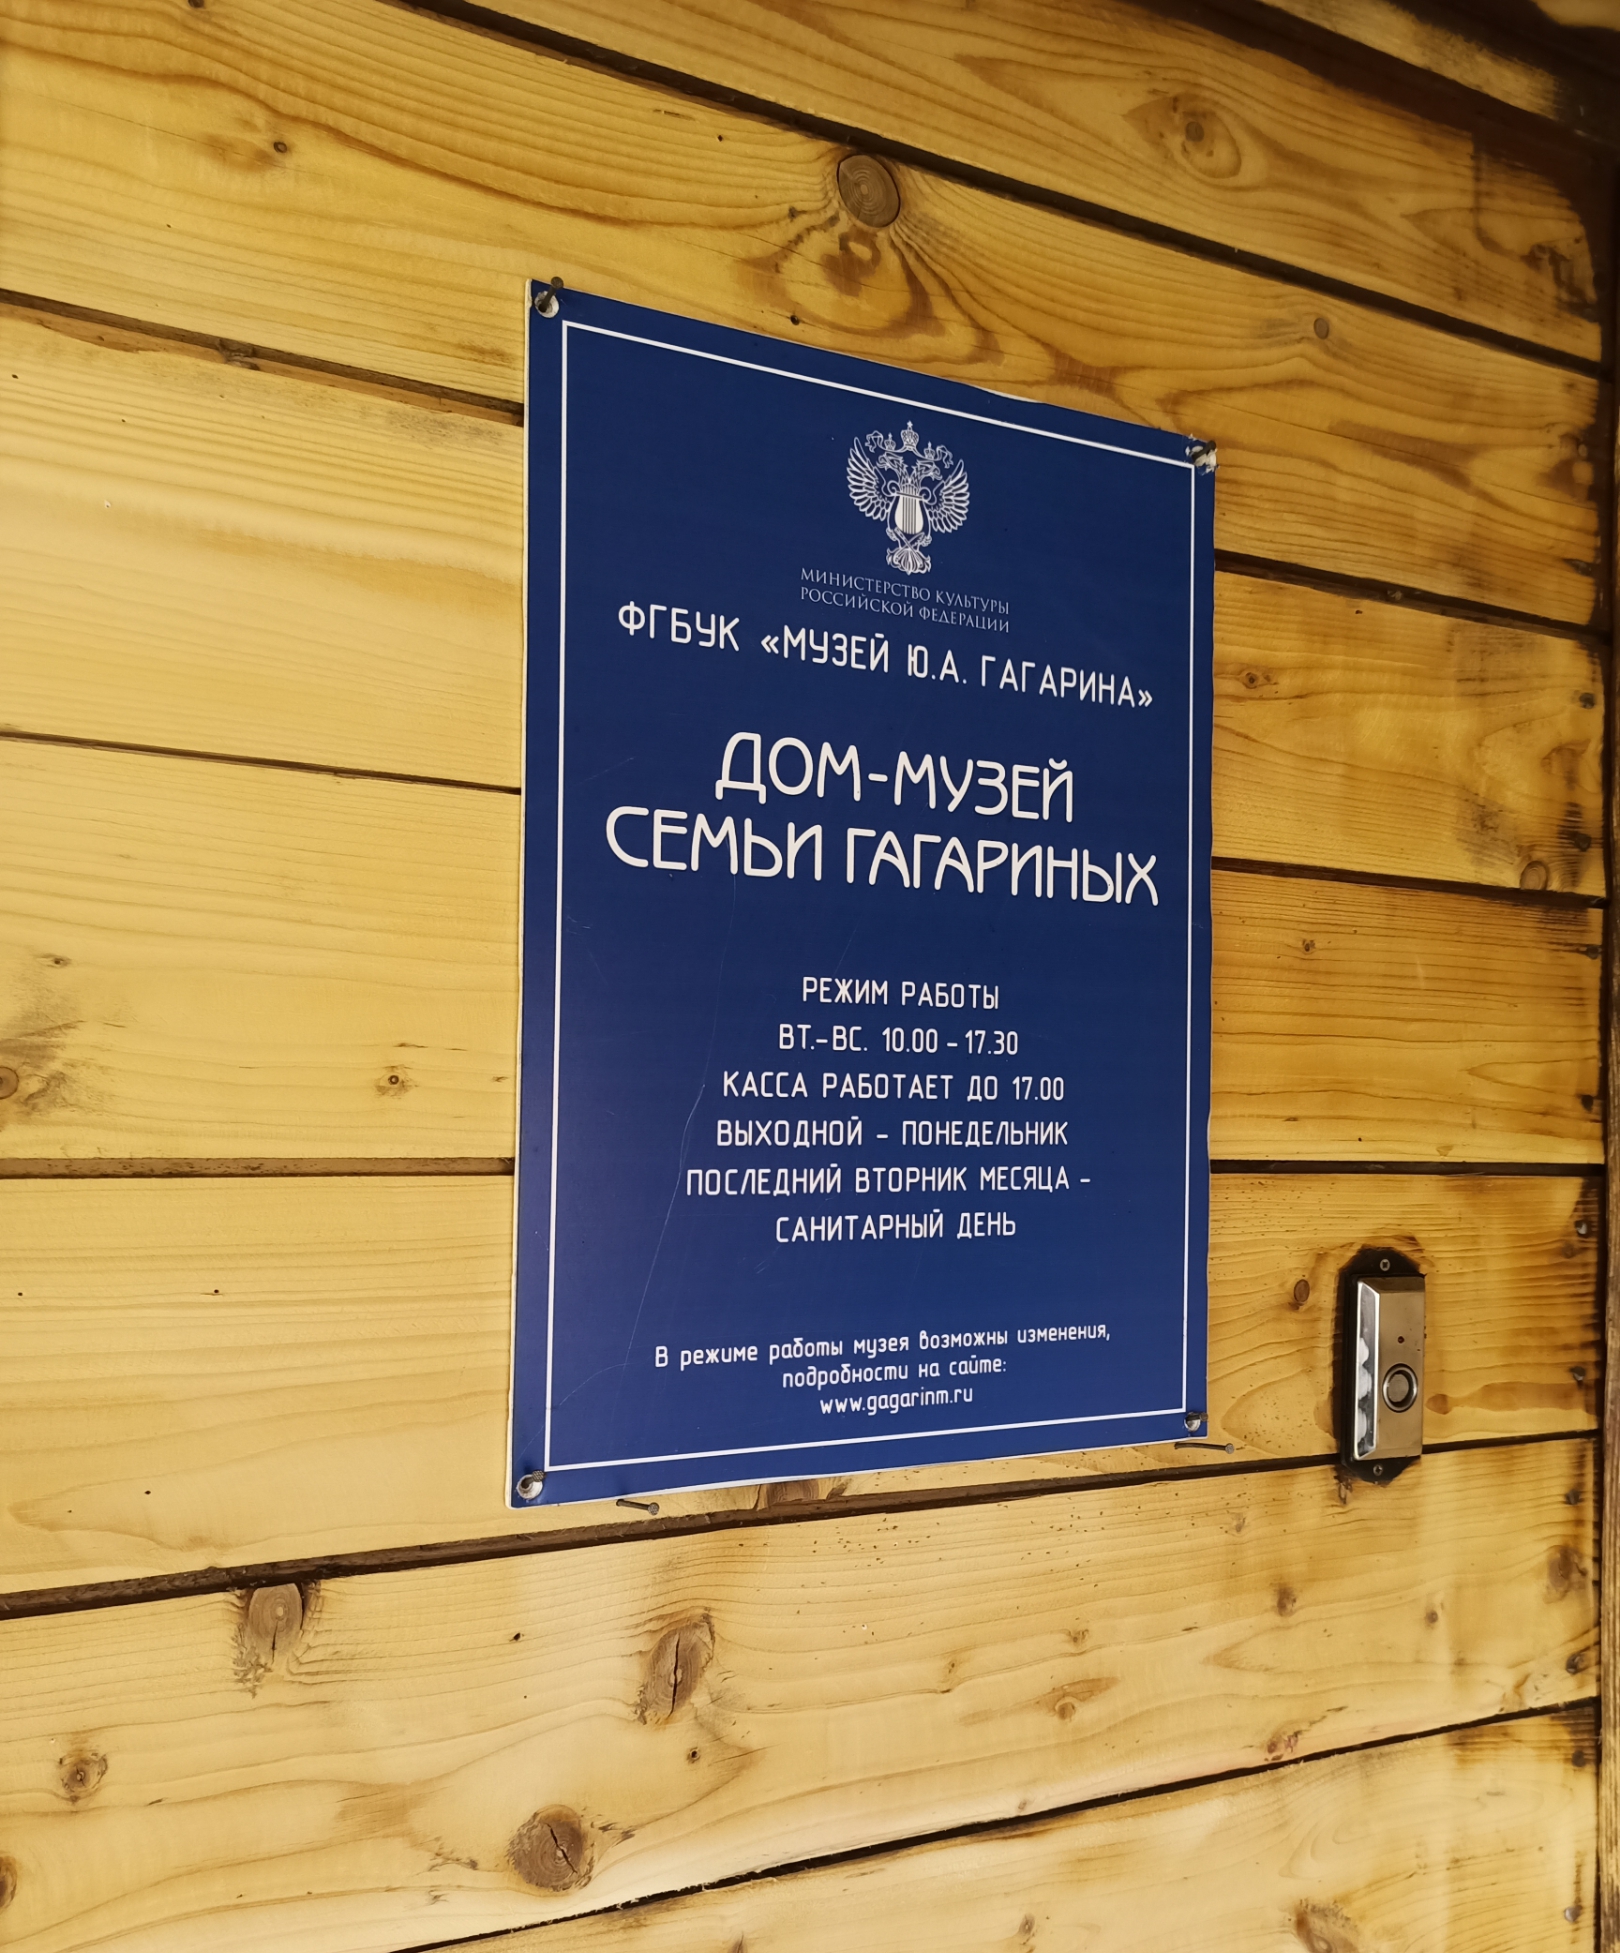 МИНИСТЕРСТВО КУЛЬТУРЫ
РОССИЙСКОЙ ФЕДЕРАЦИИ
ФГБУК «МУЗЕЙ Ю.А. ГАГАРИНА»
ДОМ-МУЗЕЙ
СЕМЬИ ГАГАРИНЫХ
РЕЖИМ РАБОТЫ
ВТ.-ВС. 10.00 - 17.30
КАССА РАБОТАЕТ ДО 17.00
ВЫХОДНОЙ - ПОНЕДЕЛЬНИК
ПОСЛЕДНИЙ ВТОРНИК МЕСЯЦА -
САНИТАРНЫЙ ДЕНЬ
В режиме работы музея возможны изменения,
подробности на сайте:
www.gagarinm.ru